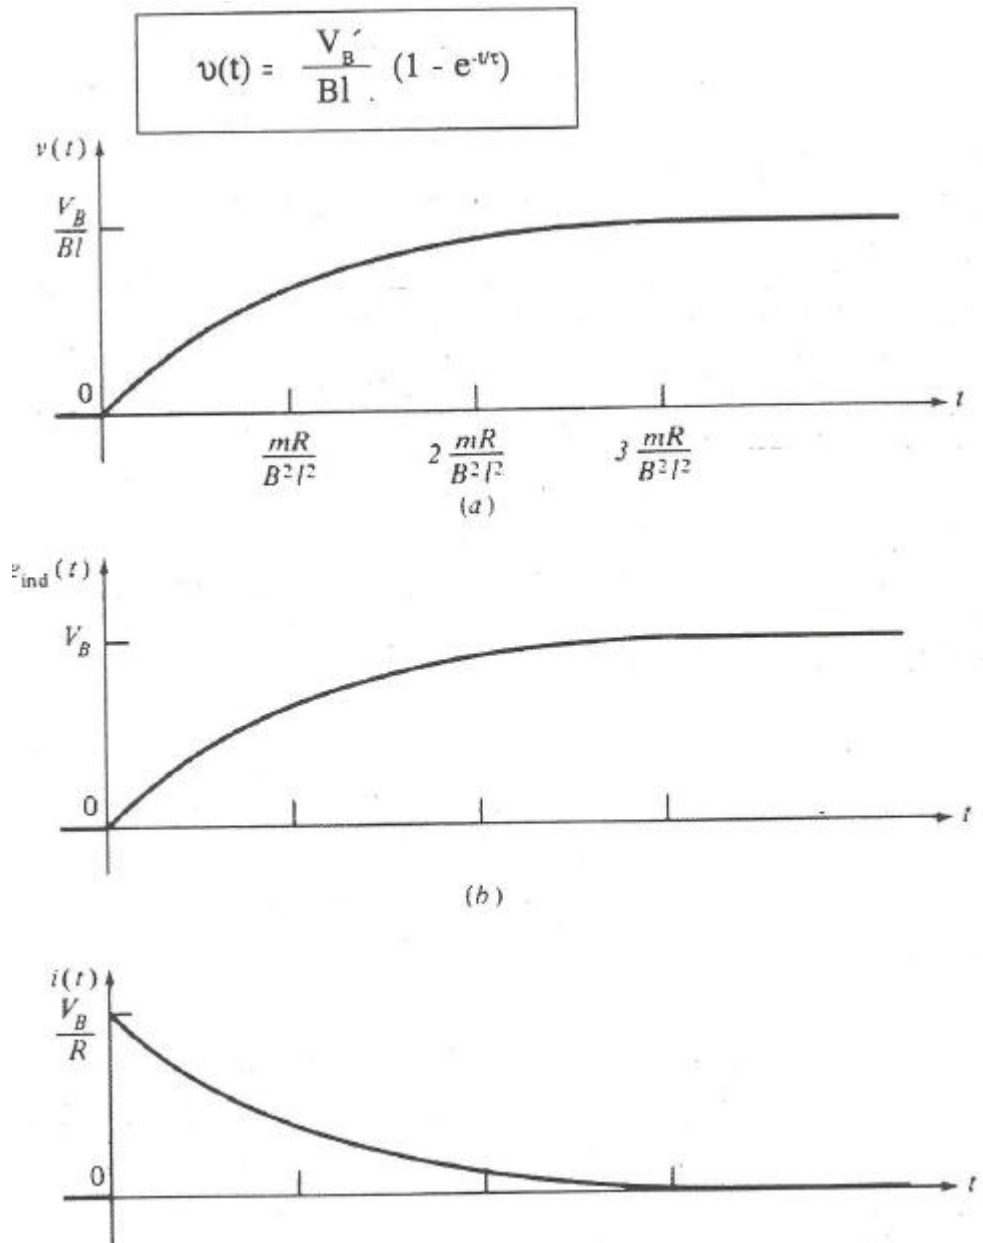 υ(t) = V_B′ / Bl (1 - e^-t/τ)
v(t)
V_B / Bl
0
t
mR / B²l² 2 mR / B²l² 3 mR / B²l²
(a)
e_ind (t)
V_B
0
t
(b)
i(t)
V_B / R
0
t